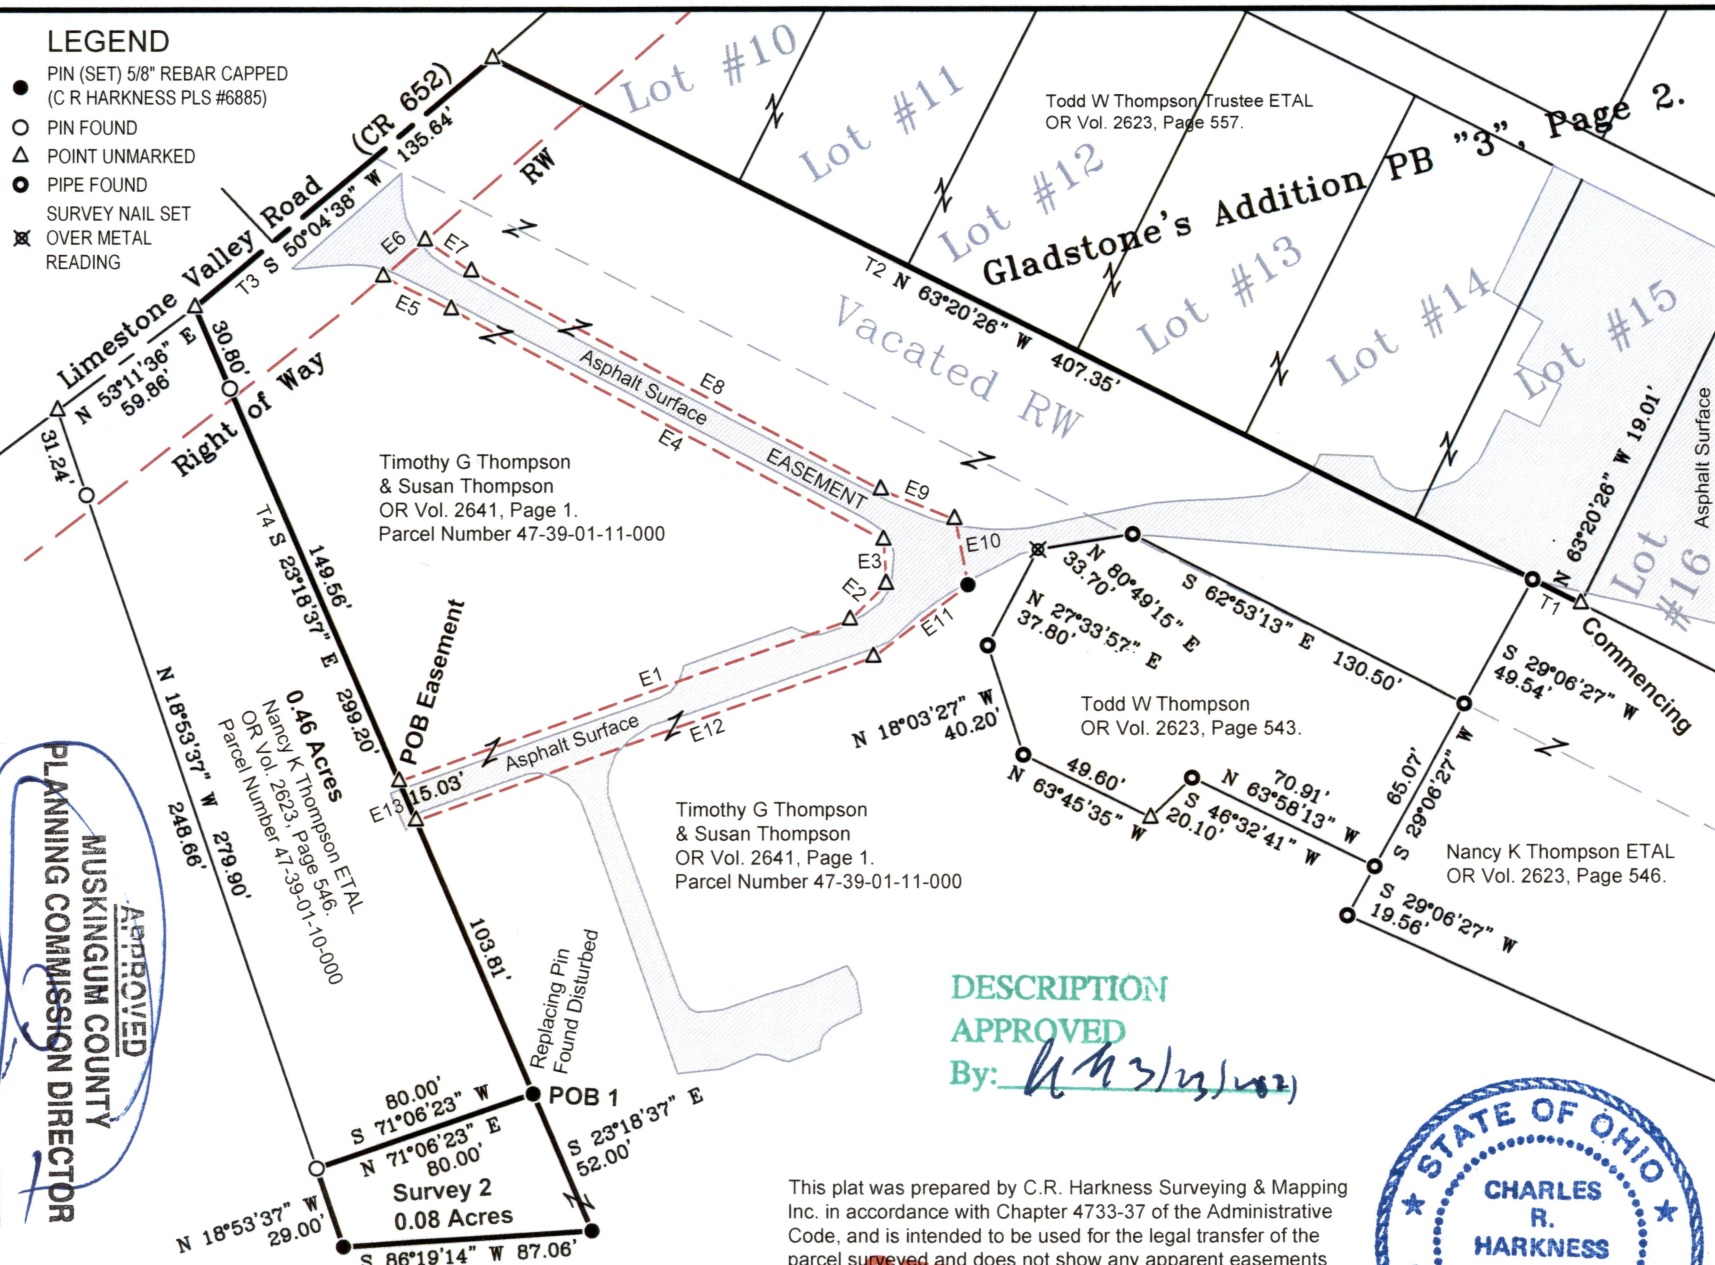 LEGEND
PIN (SET) 5/8" REBAR CAPPED
(C R HARKNESS PLS #6885)
PIN FOUND
POINT UNMARKED
PIPE FOUND
SURVEY NAIL SET
OVER METAL
READING
Limestone Valley Road (CR 652)
T3 S 50°04'38" W 135.64'
N 53°11'36" E
59.86'
30.80'
31.24'
Right of Way
RW
Lot #10
Lot #11
Lot #12
Lot #13
Lot #14
Lot #15
Lot #16
Todd W Thompson Trustee ETAL
OR Vol. 2623, Page 557.
Gladstone's Addition PB "3", Page 2.
T2 N 63°20'26" W 407.35'
Vacated RW
E5
E6
E7
E8
Asphalt Surface
E4
EASEMENT
E9
E10
E3
E2
E11
E1
Asphalt Surface
E12
E13
15.03'
Timothy G Thompson
& Susan Thompson
OR Vol. 2641, Page 1.
Parcel Number 47-39-01-11-000
T4 S 23°18'37" E 299.20'
149.56'
POB Easement
N 18°53'37" W 279.90'
248.66'
0.46 Acres
Nancy K Thompson ETAL
OR Vol. 2623, Page 546.
Parcel Number 47-39-01-10-000
Timothy G Thompson
& Susan Thompson
OR Vol. 2641, Page 1.
Parcel Number 47-39-01-11-000
N 80°49'15" E
33.70'
N 27°33'57" E
37.80'
N 18°03'27" W
40.20'
S 62°53'13" E 130.50'
Todd W Thompson
OR Vol. 2623, Page 543.
49.60'
N 63°45'35" W
S 46°32'41" W
20.10'
70.91'
N 63°58'13" W
65.07'
S 29°06'27" W
S 29°06'27" W
49.54'
S 29°06'27" W
19.56'
N 63°20'26" W 19.01'
T1
Commencing
Asphalt Surface
Nancy K Thompson ETAL
OR Vol. 2623, Page 546.
103.81'
Replacing Pin
Found Disturbed
POB 1
80.00'
S 71°06'23" W
N 71°06'23" E
80.00'
S 23°18'37" E
52.00'
Survey 2
0.08 Acres
N 18°53'37" W
29.00'
S 86°19'14" W 87.06'
APPROVED
MUSKINGUM COUNTY
PLANNING COMMISSION DIRECTOR
DESCRIPTION
APPROVED
By:
This plat was prepared by C.R. Harkness Surveying & Mapping
Inc. in accordance with Chapter 4733-37 of the Administrative
Code, and is intended to be used for the legal transfer of the
parcel surveyed and does not show any apparent easements
STATE OF OHIO
CHARLES
R.
HARKNESS